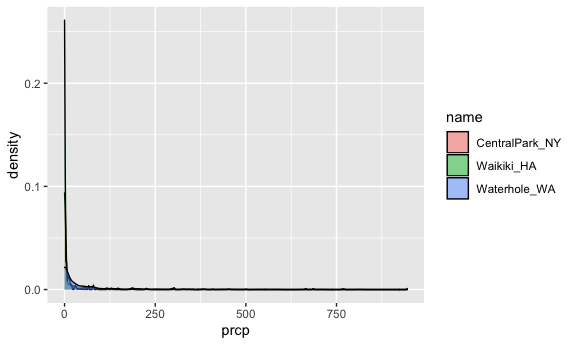 density
0.2
0.1
0.0
0
250
500
750
prcp
name
CentralPark_NY
Waikiki_HA
Waterhole_WA